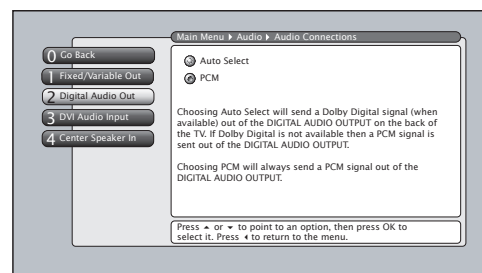 Main Menu ▸ Audio ▸ Audio Connections
0 Go Back
1 Fixed/Variable Out
2 Digital Audio Out
3 DVI Audio Input
4 Center Speaker In
Auto Select
PCM
Choosing Auto Select will send a Dolby Digital signal (when
available) out of the DIGITAL AUDIO OUTPUT on the back of
the TV. If Dolby Digital is not available then a PCM signal is
sent out of the DIGITAL AUDIO OUTPUT.
Choosing PCM will always send a PCM signal out of the
DIGITAL AUDIO OUTPUT.
Press ▴ or ▾ to point to an option, then press OK to
select it. Press ◂ to return to the menu.